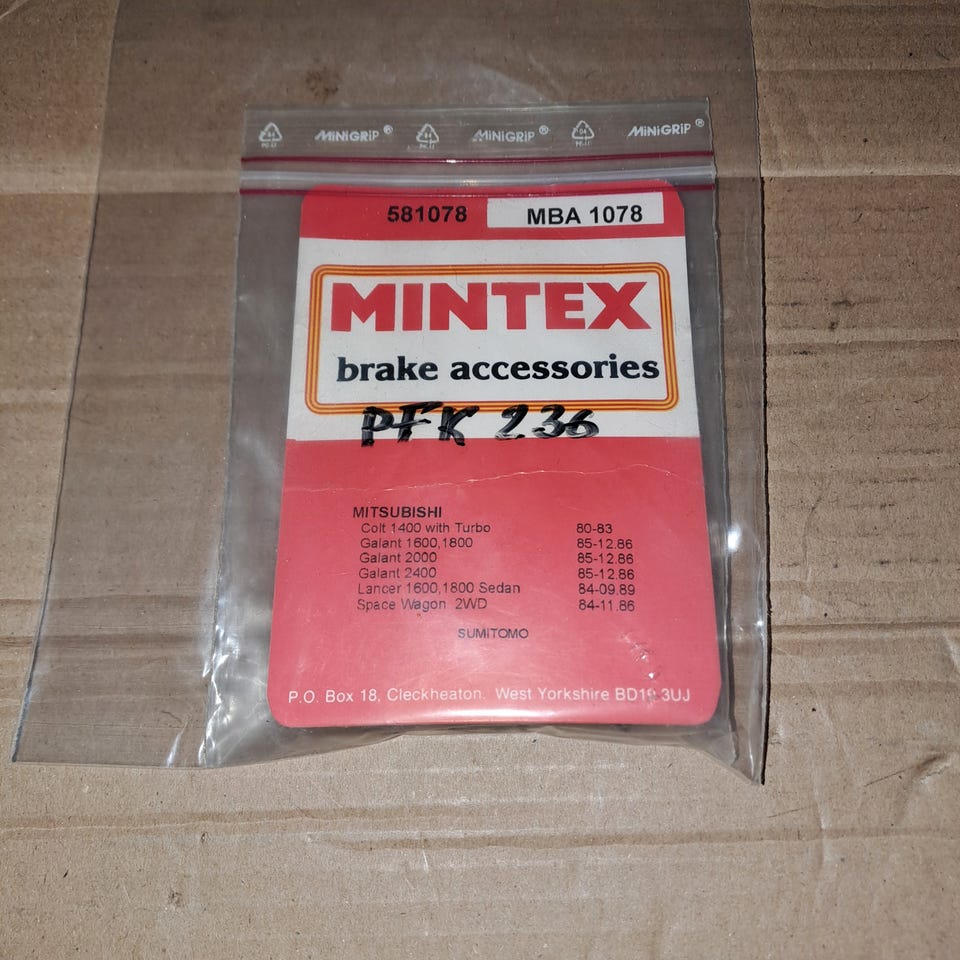 MINIGRIP® MINIGRIP® MINIGRIP®
581078 MBA 1078
MINTEX
brake accessories
PFK 236
MITSUBISHI
Colt 1400 with Turbo 80-83
Galant 1600,1800 85-12.86
Galant 2000 85-12.86
Galant 2400 85-12.86
Lancer 1600,1800 Sedan 84-09.89
Space Wagon 2WD 84-11.86
SUMITOMO
P.O. Box 18, Cleckheaton. West Yorkshire BD19 3UJ